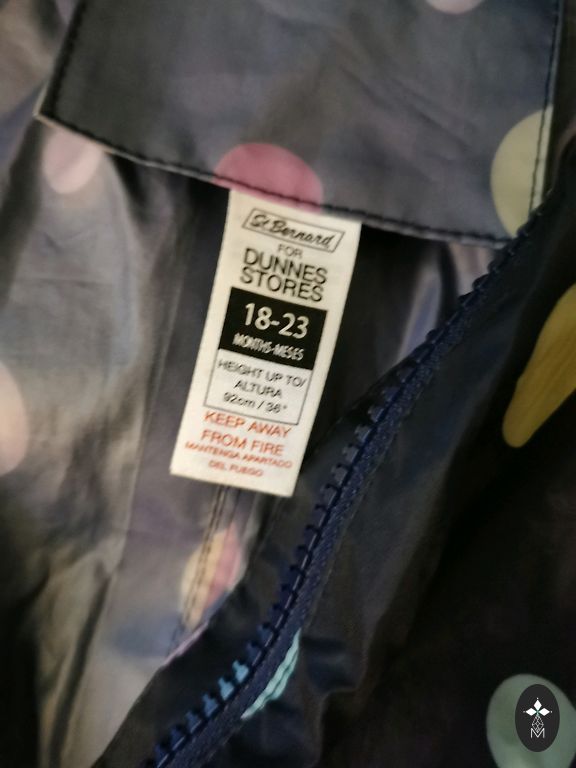 St. Bernard
FOR
DUNNES
STORES
18-23
MONTHS-MESES
HEIGHT UP TO/
ALTURA
92cm / 36"
KEEP AWAY
FROM FIRE
MANTENGA APARTADO
DEL FUEGO
M